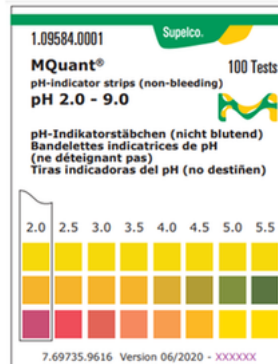 1.09584.0001
Supelco.
MQuant®
100 Tests
pH-indicator strips (non-bleeding)
pH 2.0 - 9.0
pH-Indikatorstäbchen (nicht blutend)
Bandelettes indicatrices de pH
(ne déteignant pas)
Tiras indicadoras del pH (no destiñen)
2.0 2.5 3.0 3.5 4.0 4.5 5.0 5.5
7.69735.9616 Version 06/2020 - XXXXXX